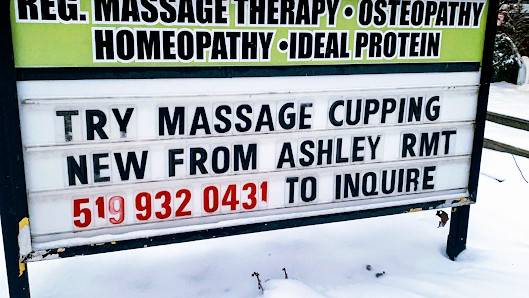 REG. MASSAGE THERAPY • OSTEOPATHY
HOMEOPATHY • IDEAL PROTEIN
TRY MASSAGE CUPPING
NEW FROM ASHLEY RMT
519 932 0431 TO INQUIRE